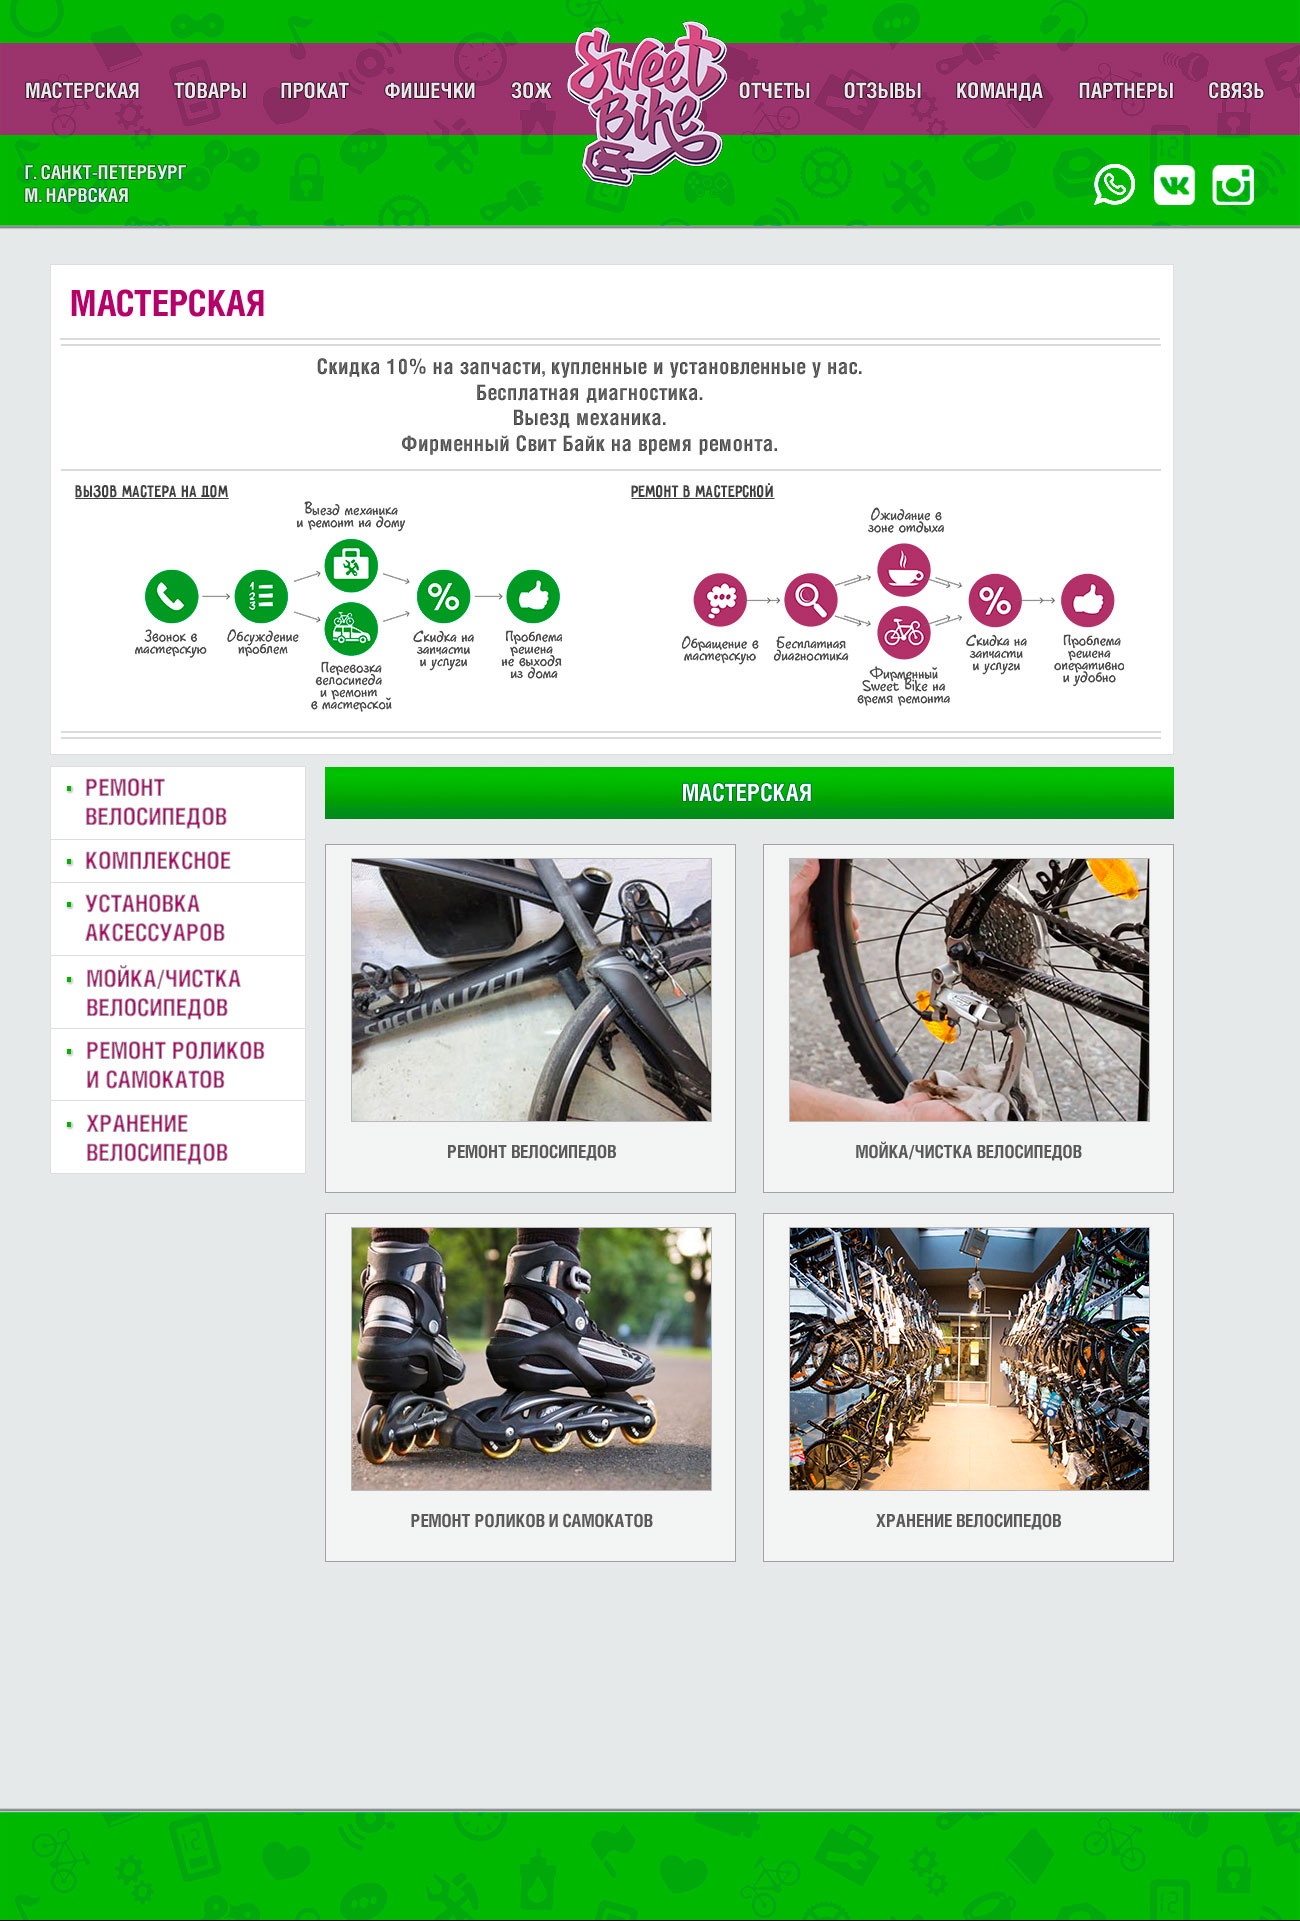 МАСТЕРСКАЯ ТОВАРЫ ПРОКАТ ФИШЕЧКИ ЗОЖ Sweet Bike ОТЧЕТЫ ОТЗЫВЫ КОМАНДА ПАРТНЕРЫ СВЯЗЬ
Г. САНКТ-ПЕТЕРБУРГ
М. НАРВСКАЯ
МАСТЕРСКАЯ
Скидка 10% на запчасти, купленные и установленные у нас.
Бесплатная диагностика.
Выезд механика.
Фирменный Свит Байк на время ремонта.
ВЫЗОВ МАСТЕРА НА ДОМ
Выезд механика
и ремонт на дому
1
2
3
%
Звонок в
мастерскую
Обсуждение
проблем
Перевозка
велосипеда
и ремонт
в мастерской
Скидка на
запчасти
и услуги
Проблема
решена
не выходя
из дома
РЕМОНТ В МАСТЕРСКОЙ
Ожидание в
зоне отдыха
%
Обращение в
мастерскую
Бесплатная
диагностика
Фирменный
Sweet Bike на
время ремонта
Скидка на
запчасти
и услуги
Проблема
решена
оперативно
и удобно
РЕМОНТ
ВЕЛОСИПЕДОВ
КОМПЛЕКСНОЕ
УСТАНОВКА
АКСЕССУАРОВ
МОЙКА/ЧИСТКА
ВЕЛОСИПЕДОВ
РЕМОНТ РОЛИКОВ
И САМОКАТОВ
ХРАНЕНИЕ
ВЕЛОСИПЕДОВ
МАСТЕРСКАЯ
SPECIALIZED
РЕМОНТ ВЕЛОСИПЕДОВ
МОЙКА/ЧИСТКА ВЕЛОСИПЕДОВ
РЕМОНТ РОЛИКОВ И САМОКАТОВ
ХРАНЕНИЕ ВЕЛОСИПЕДОВ